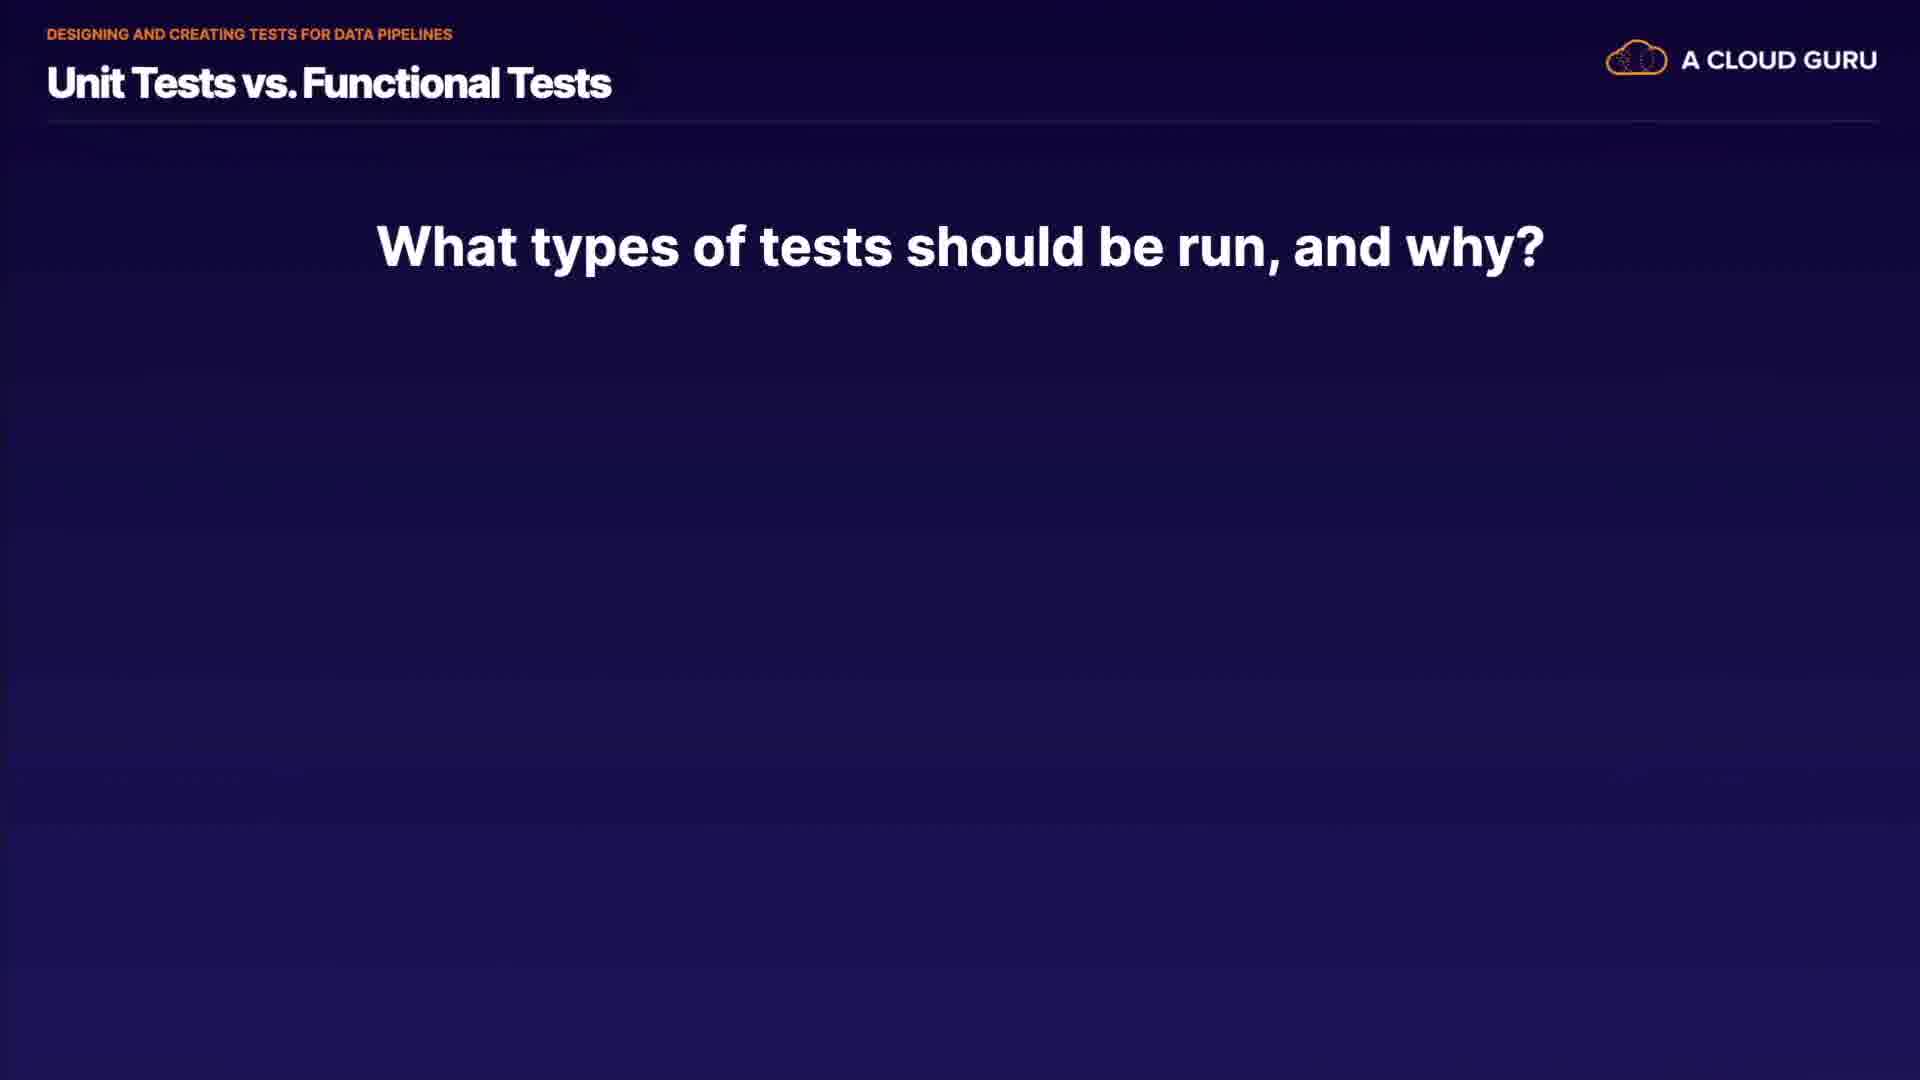 DESIGNING AND CREATING TESTS FOR DATA PIPELINES
Unit Tests vs. Functional Tests
A CLOUD GURU
What types of tests should be run, and why?